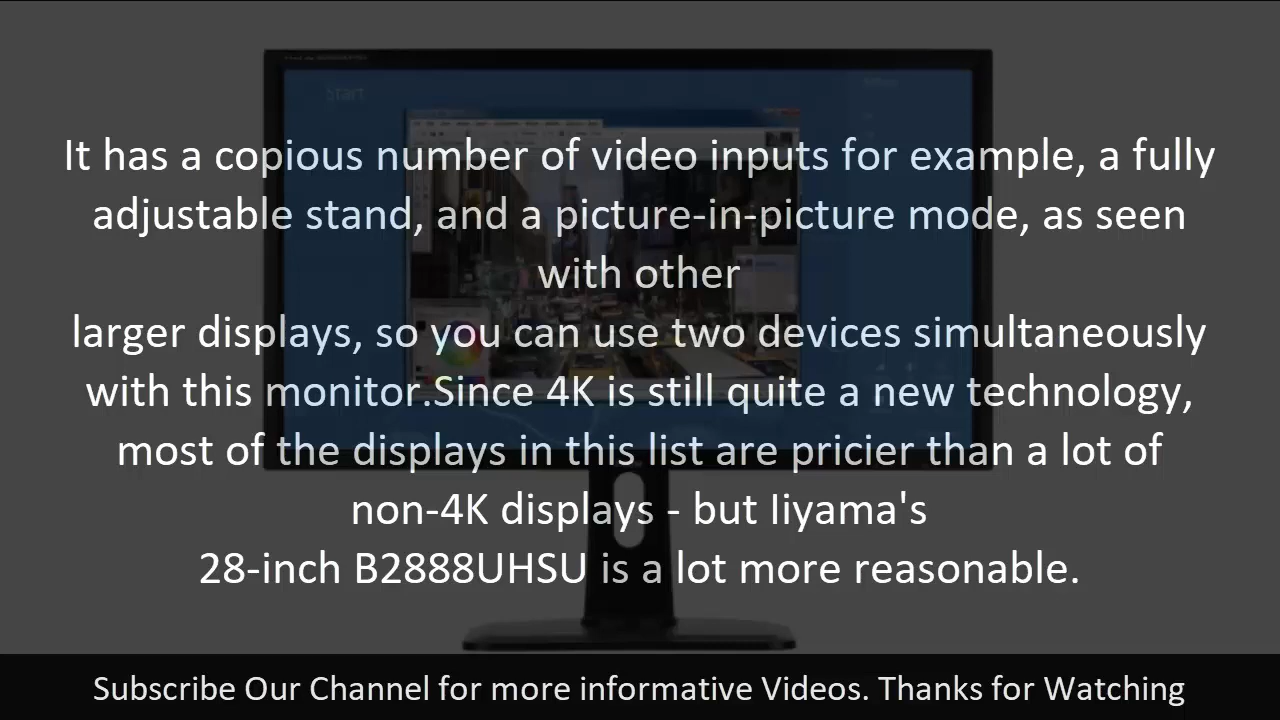 Start
It has a copious number of video inputs for example, a fully
adjustable stand, and a picture-in-picture mode, as seen
with other
larger displays, so you can use two devices simultaneously
with this monitor.Since 4K is still quite a new technology,
most of the displays in this list are pricier than a lot of
non-4K displays - but Iiyama's
28-inch B2888UHSU is a lot more reasonable.
Subscribe Our Channel for more informative Videos. Thanks for Watching